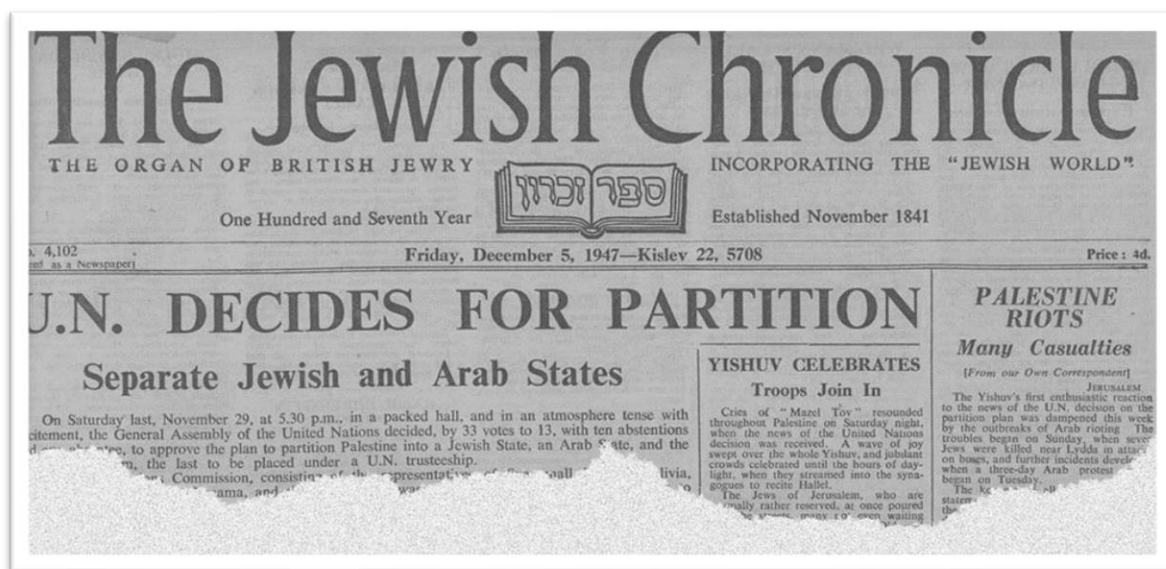 The Jewish Chronicle
THE ORGAN OF BRITISH JEWRY
INCORPORATING THE "JEWISH WORLD".
ספר זכרון
One Hundred and Seventh Year
Established November 1841
4,102
as a Newspaper]
Friday, December 5, 1947—Kislev 22, 5708
Price : 4d.
U.N. DECIDES FOR PARTITION
Separate Jewish and Arab States
On Saturday last, November 29, at 5.30 p.m., in a packed hall, and in an atmosphere tense with
citement, the General Assembly of the United Nations decided, by 33 votes to 13, with ten abstentions
to approve the plan to partition Palestine into a Jewish State, an Arab State, and the
the last to be placed under a U.N. trusteeship.
Commission, consisting of
YISHUV CELEBRATES
Troops Join In
Cries of "Mazel Tov" resounded
throughout Palestine on Saturday night,
when the news of the United Nations
decision was received. A wave of joy
swept over the whole Yishuv, and jubilant
crowds celebrated until the hours of day-
light, when they streamed into the syna-
gogues to recite Hallel.
The Jews of Jerusalem, who are
rather reserved, at once poured
even waiting
PALESTINE
RIOTS
Many Casualties
[From our Own Correspondent]
JERUSALEM
The Yishuv's first enthusiastic reaction
to the news of the U.N. decision on the
partition plan was dampened this week
by the outbreaks of Arab rioting. The
troubles began on Sunday, when
Jews were killed near Lydda in
on buses, and further incidents
when a three-day Arab protest
began on Tuesday.
The